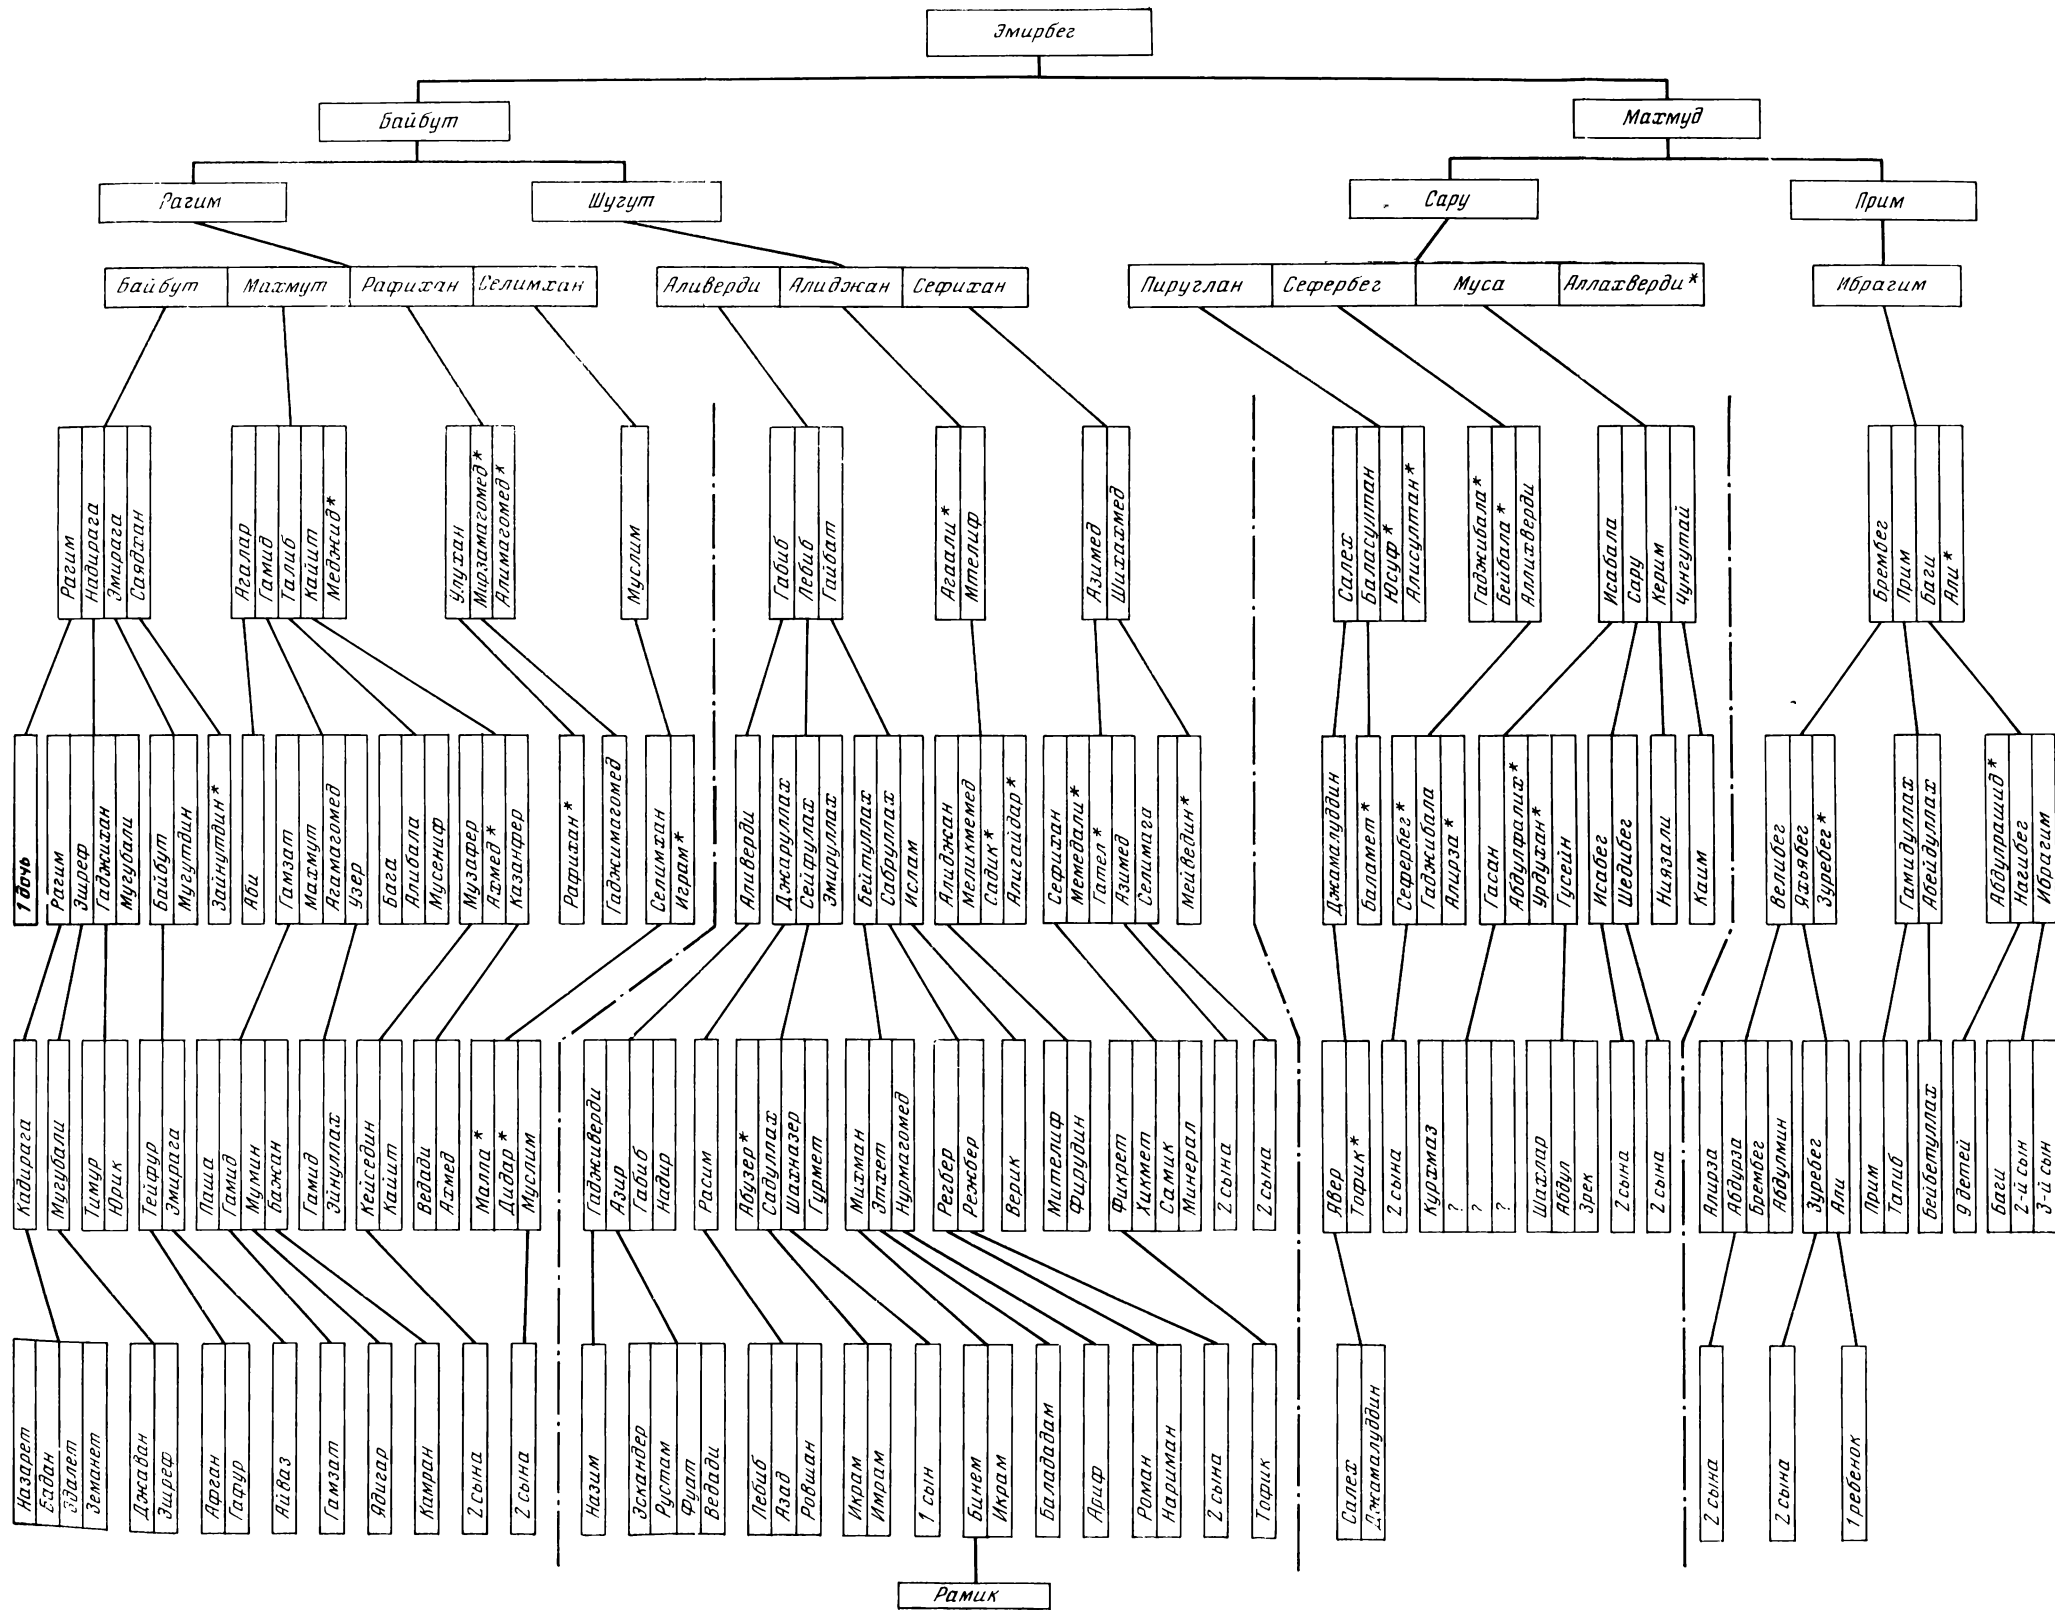 Эмирбег
Байбут
Махмуд
Рагим
Шугут
Сару
Прим
Байбут
Махмут
Рафихан
Селимхан
Аливерди
Алиджан
Сефихан
Пируглан
Сефербег
Муса
Аллахверди*
Ибрагим
Рагим
Надирага
Эмирага
Саядхан
Агалар
Гамид
Талиб
Кайит
Меджид*
Улухан
Мирзамагомед*
Алимагомед*
Муслим
Габиб
Лебиб
Гайбат
Агаали*
Мтелиф
Азимед
Шихахмед
Салех
Баласултан
Юсуф*
Алисултан*
Гаджибала*
Бейбала*
Аллихверди
Исабала
Сару
Керим
Чунгутай
Брембег
Прим
Баги
Али*
1 дочь
Рагим
Эшреф
Гаджихан
Мугубали
Байбут
Мугутдин
Зайнутдин*
Аби
Гамзат
Махмут
Агамагомед
Узер
Бага
Алибала
Мусениф
Музафер
Ахмед*
Казанфер
Рафихан*
Гаджимагомед
Селимхан
Играм*
Аливерди
Джаруллах
Сейфулах
Эмируллах
Бейтуллах
Сабруллах
Ислам
Алиджан
Меликмемед
Садик*
Алигайдар*
Сефихан
Мемедали*
Гател*
Азимед
Селимага
Мейведин*
Джамалуддин
Баламет*
Сефербег*
Гаджибала
Алирза*
Гасан
Абдулфалих*
Урдухан*
Гусейн
Исабег
Шедибег
Ниязали
Каим
Велибег
Яхьябег
Зуребег*
Гамидуллах
Абейдуллах
Абдулрашид*
Нагибег
Ибрагим
Кадирага
Мугубали
Тимур
Юрик
Тейфур
Эмирага
Паша
Гамид
Мумин
Бажан
Гамид
Эйнуллах
Кейседин
Кайит
Ведади
Ахмед
Малла*
Дидар*
Муслим
Гадживерди
Азир
Габиб
Надир
Расим
Абузер*
Садуллах
Шахназер
Гурмет
Михман
Этхет
Нурмагомед
Регбер
Режбер
Верик
Мителиф
Фирудин
Фикрет
Хикмет
Самик
Минерал
2 сына
2 сына
Явер
Тофик*
2 сына
Курхмаз
?
?
?
Шахлар
Абдул
Зрек
2 сына
2 сына
Алирза
Абдурза
Брембег
Абдулмин
Зуребег
Али
Прим
Талиб
Бейбетуллах
9 детей
Баги
2-й сын
3-й сын
Назарет
Бадан
Эдалет
Земанет
Джаван
Эшреф
Афган
Гафур
Айваз
Гамзат
Ядигар
Камран
2 сына
2 сына
Назим
Эскандер
Рустам
Фуат
Ведади
Лебиб
Азад
Ровшан
Икрам
Имрам
1 сын
Бинем
Икрам
Балададам
Ариф
Роман
Нариман
2 сына
Тофик
Салех
Джамалуддин
2 сына
2 сына
1 ребенок
Рамик